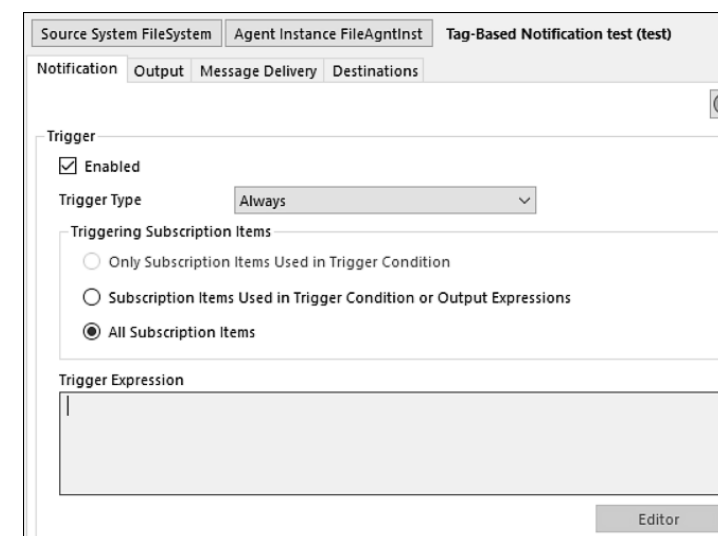 Source System FileSystem Agent Instance FileAgntInst Tag-Based Notification test (test)
Notification Output Message Delivery Destinations
Trigger
Enabled
Trigger Type Always
Triggering Subscription Items
Only Subscription Items Used in Trigger Condition
Subscription Items Used in Trigger Condition or Output Expressions
All Subscription Items
Trigger Expression
Editor